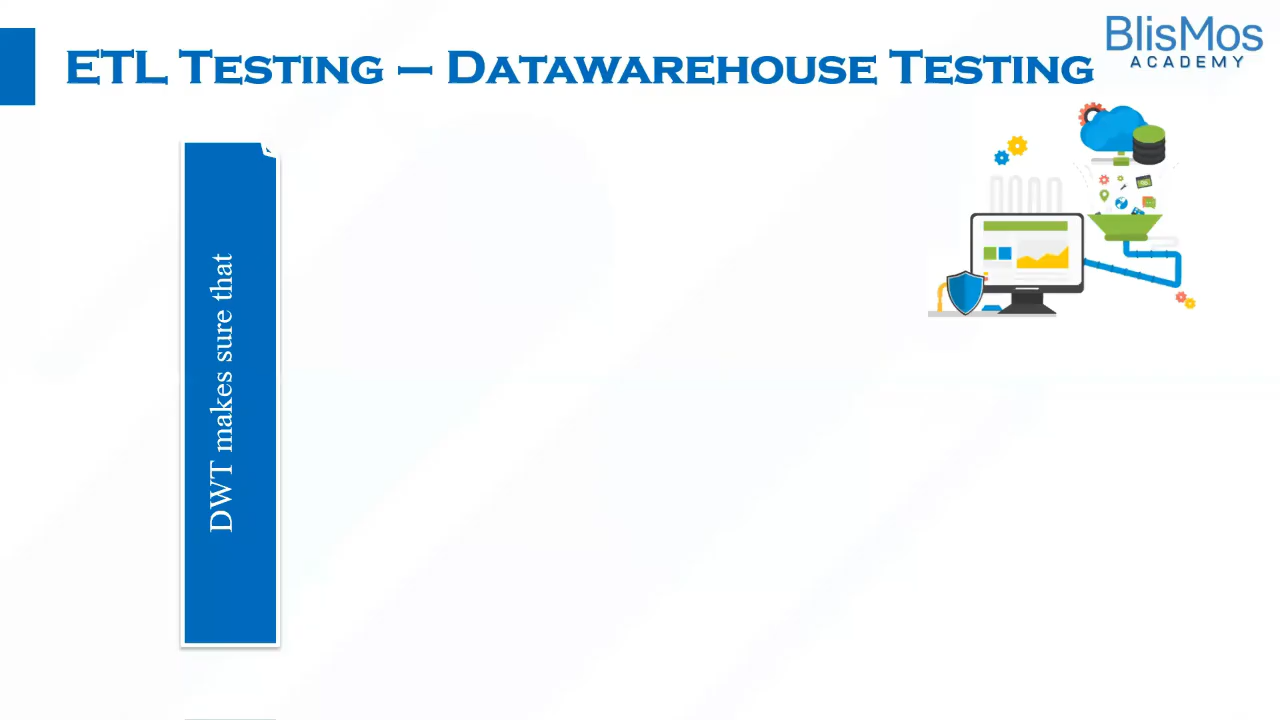 ETL Testing – Datawarehouse Testing
BlisMos
ACADEMY
DWT makes sure that